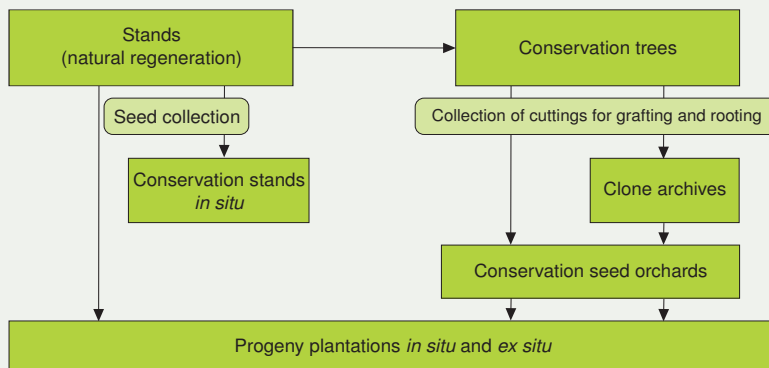 Stands
(natural regeneration)
Conservation trees
Seed collection
Collection of cuttings for grafting and rooting
Conservation stands
in situ
Clone archives
Conservation seed orchards
Progeny plantations in situ and ex situ